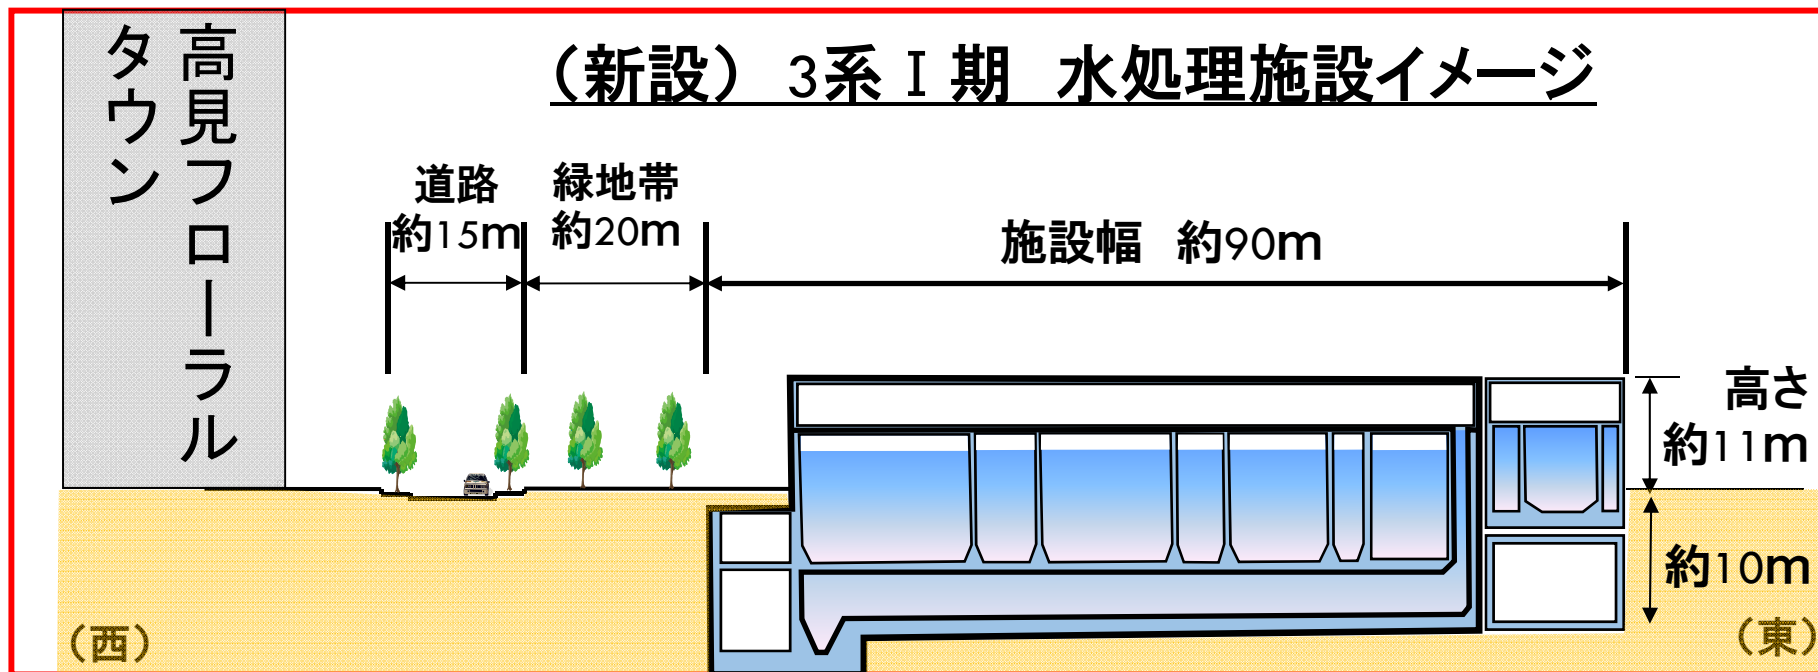 （新設） 3系Ⅰ期 水処理施設イメージ
高見フローラル
タウン
道路
約15m
緑地帯
約20m
施設幅 約90m
高さ
約11m
約10m
（西）
（東）